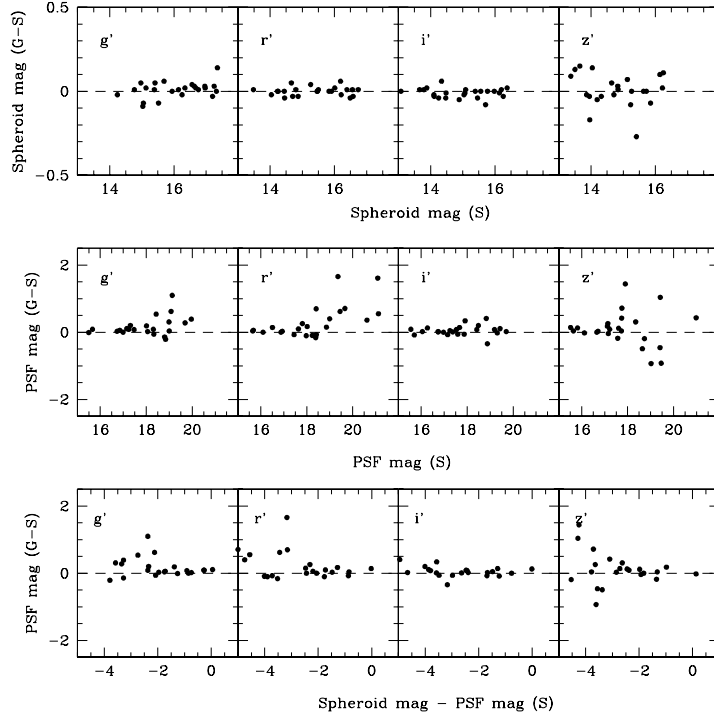 0.5
g' r' i' z'
Spheroid mag (G−S)
0
−0.5
14 16 14 16 14 16 14 16
Spheroid mag (S)
2
g' r' i' z'
PSF mag (G−S)
0
−2
16 18 20 16 18 20 16 18 20 16 18 20
PSF mag (S)
2
g' r' i' z'
PSF mag (G−S)
0
−2
−4 −2 0 −4 −2 0 −4 −2 0 −4 −2 0
Spheroid mag − PSF mag (S)